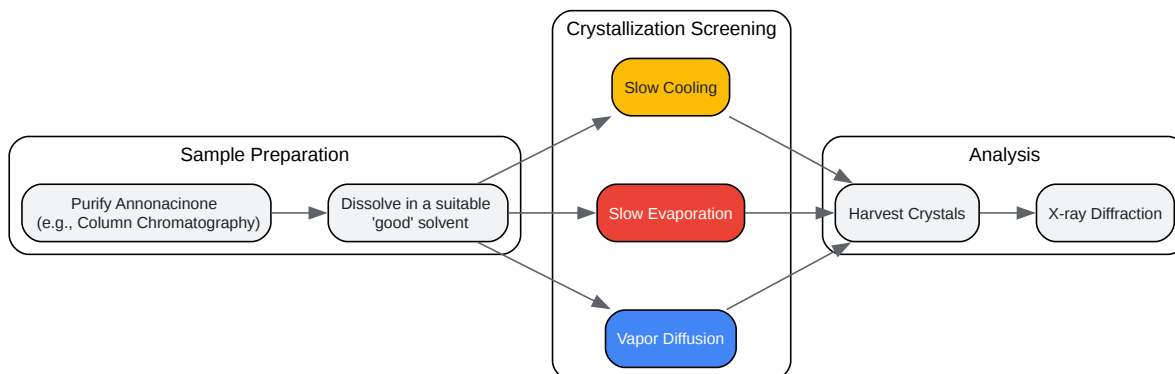 Sample Preparation
Purify Annonacinone
(e.g., Column Chromatography)
Dissolve in a suitable
'good' solvent
Crystallization Screening
Slow Cooling
Slow Evaporation
Vapor Diffusion
Analysis
Harvest Crystals
X-ray Diffraction